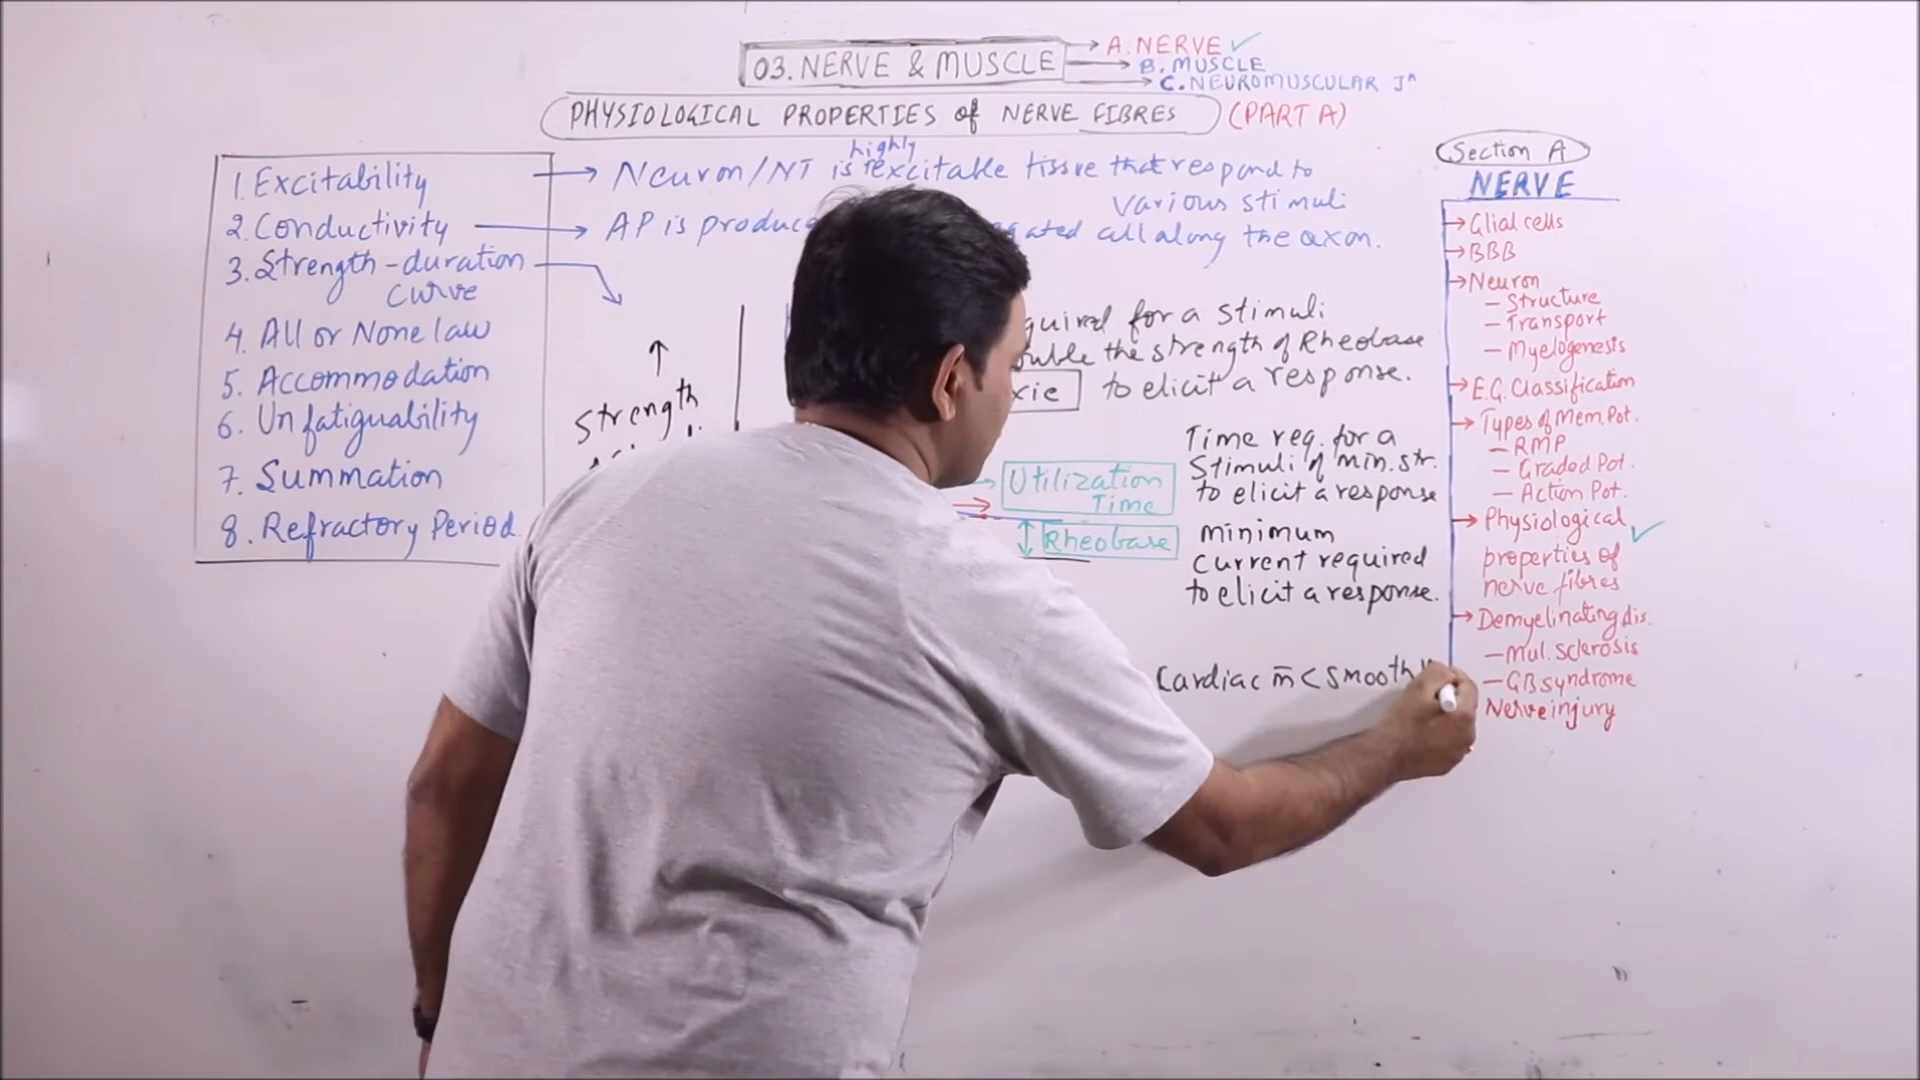 03. NERVE & MUSCLE
A. NERVE ✓
B. MUSCLE
C. NEUROMUSCULAR Jⁿ
PHYSIOLOGICAL PROPERTIES of NERVE FIBRES (PART A)
1. Excitability
2. Conductivity
3. Strength-duration
curve
4. All or None law
5. Accommodation
6. Unfatiguability
7. Summation
8. Refractory Period
highly
Neuron/NT is excitable tissue that respond to
various stimuli
AP is produc gated all along the axon.
Strength
quired for a stimuli
the strength of Rheobase
xie to elicit a response.
Utilization
Time
Time req. for a
Stimuli of min. str.
to elicit a response
Rheobase
minimum
current required
to elicit a response.
Cardiac m̄ < smooth
Section A
NERVE
Glial cells
BBB
Neuron
- Structure
- Transport
- Myelogenesis
E.G. Classification
Types of Mem. Pot.
- RMP
- Graded Pot.
- Action Pot.
Physiological ✓
properties of
nerve fibres
Demyelinating dis.
- Mul. Sclerosis
- GB syndrome
Nerve injury